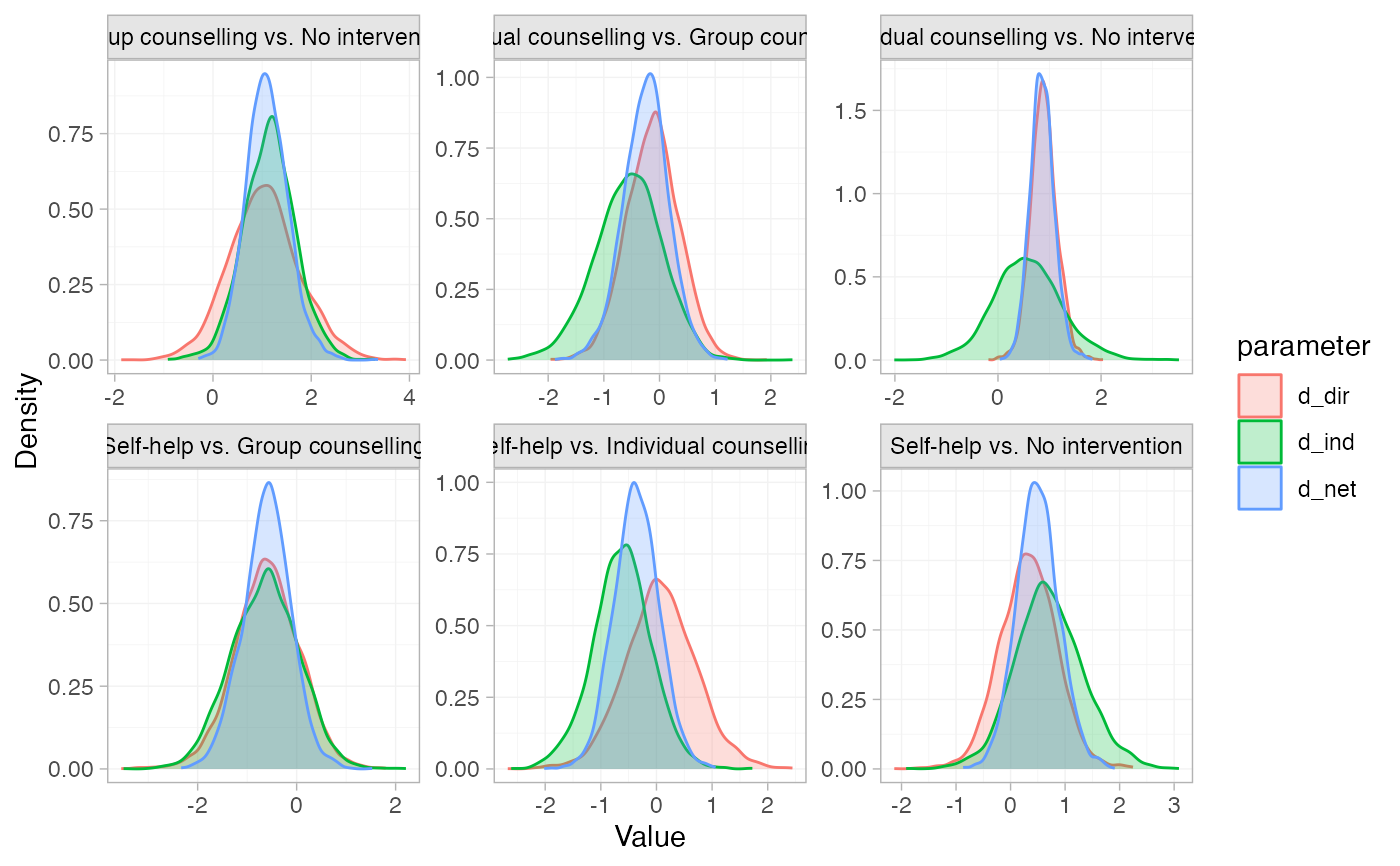 up counselling vs. No interven
ual counselling vs. Group coun
dual counselling vs. No interve
0.75
0.50
0.25
0.00
-2 0 2 4
1.00
0.75
0.50
0.25
0.00
-2 -1 0 1 2
1.5
1.0
0.5
0.0
-2 0 2
Self-help vs. Group counselling
elf-help vs. Individual counsellin
Self-help vs. No intervention
0.75
0.50
0.25
0.00
-2 0 2
1.00
0.75
0.50
0.25
0.00
-2 -1 0 1 2
1.00
0.75
0.50
0.25
0.00
-2 -1 0 1 2 3
Density
Value
parameter
d_dir
d_ind
d_net